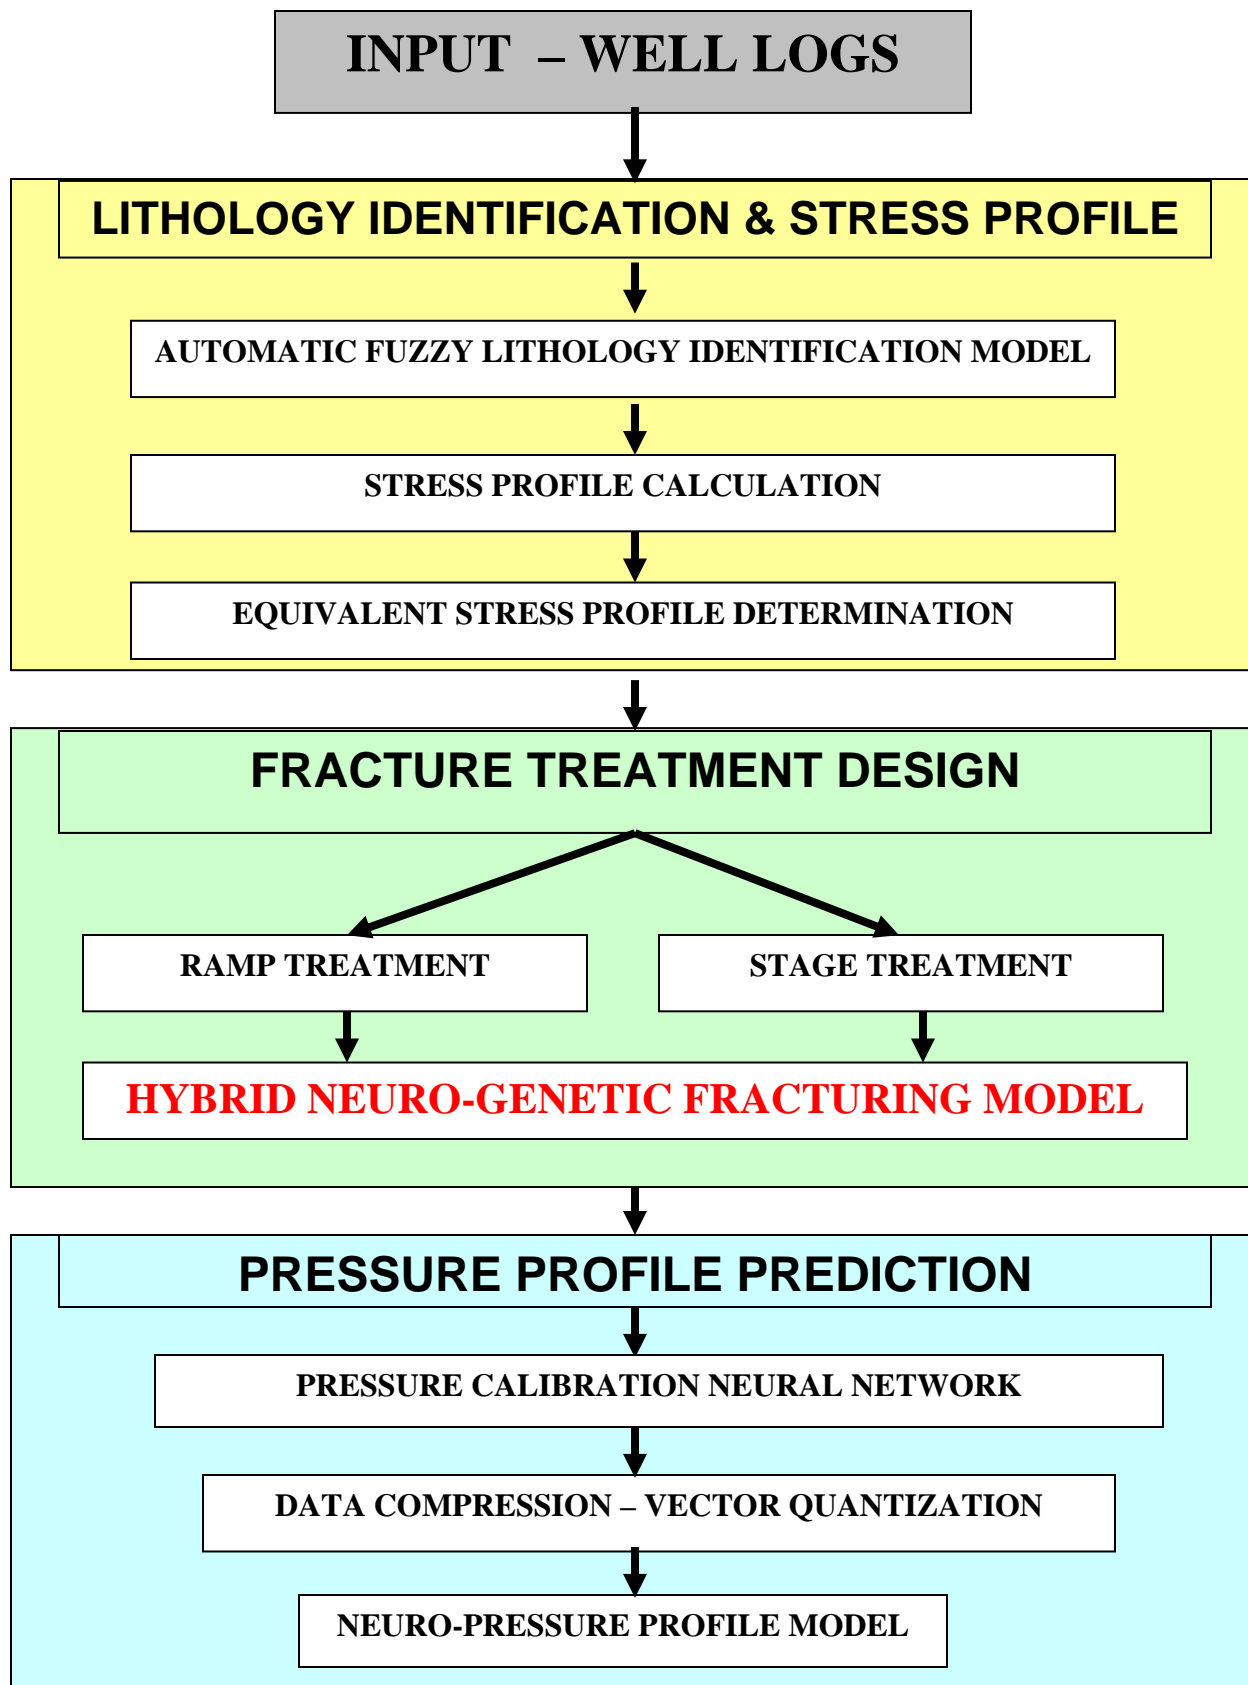 INPUT – WELL LOGS
LITHOLOGY IDENTIFICATION & STRESS PROFILE
AUTOMATIC FUZZY LITHOLOGY IDENTIFICATION MODEL
STRESS PROFILE CALCULATION
EQUIVALENT STRESS PROFILE DETERMINATION
FRACTURE TREATMENT DESIGN
RAMP TREATMENT
STAGE TREATMENT
HYBRID NEURO-GENETIC FRACTURING MODEL
PRESSURE PROFILE PREDICTION
PRESSURE CALIBRATION NEURAL NETWORK
DATA COMPRESSION – VECTOR QUANTIZATION
NEURO-PRESSURE PROFILE MODEL